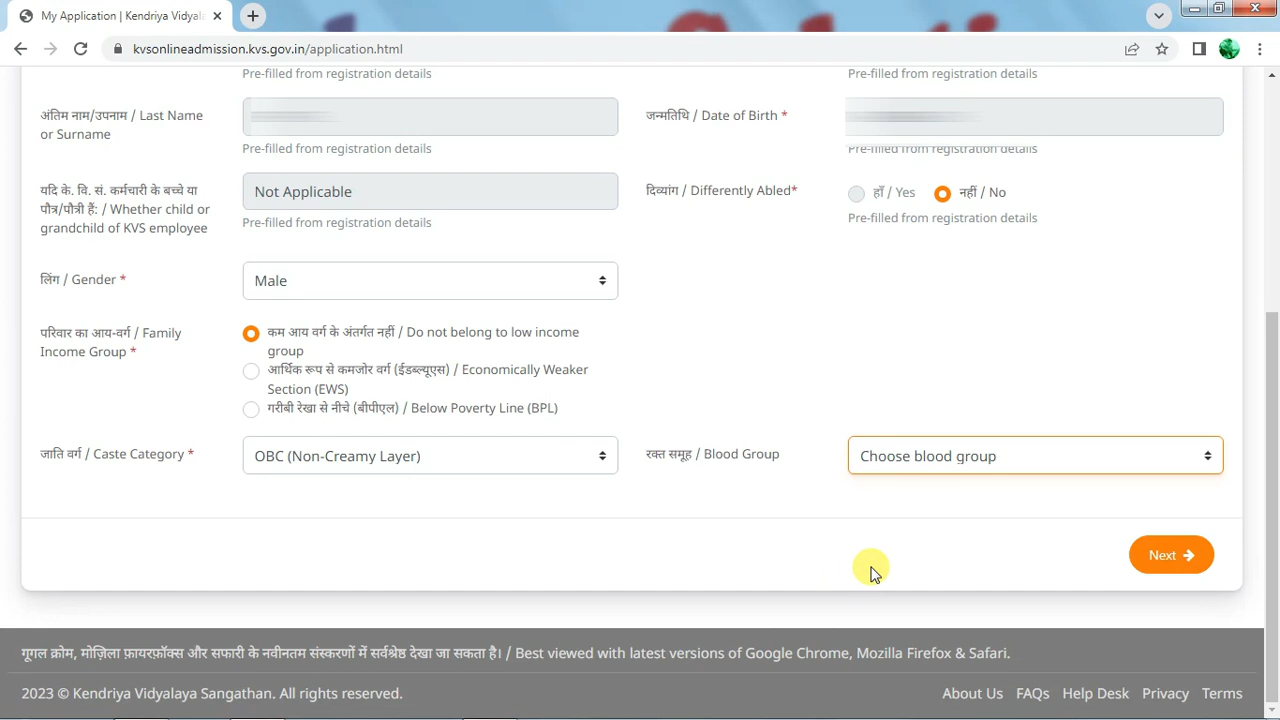 My Application | Kendriya Vidyala
kvsonlineadmission.kvs.gov.in/application.html
Pre-filled from registration details
Pre-filled from registration details
अंतिम नाम/उपनाम / Last Name
or Surname
जन्मतिथि / Date of Birth *
Pre-filled from registration details
Pre-filled from registration details
यदि के. वि. सं. कर्मचारी के बच्चे या
पौत्र/पौत्री हैं: / Whether child or
grandchild of KVS employee
Not Applicable
Pre-filled from registration details
दिव्यांग / Differently Abled*
हाँ / Yes
नहीं / No
Pre-filled from registration details
लिंग / Gender *
Male
परिवार का आय-वर्ग / Family
Income Group *
कम आय वर्ग के अंतर्गत नहीं / Do not belong to low income
group
आर्थिक रूप से कमजोर वर्ग (ईडब्ल्यूएस) / Economically Weaker
Section (EWS)
गरीबी रेखा से नीचे (बीपीएल) / Below Poverty Line (BPL)
जाति वर्ग / Caste Category *
OBC (Non-Creamy Layer)
रक्त समूह / Blood Group
Choose blood group
Next
गूगल क्रोम, मोज़िला फ़ायरफ़ॉक्स और सफारी के नवीनतम संस्करणों में सर्वश्रेष्ठ देखा जा सकता है। / Best viewed with latest versions of Google Chrome, Mozilla Firefox & Safari.
2023 © Kendriya Vidyalaya Sangathan. All rights reserved.
About Us FAQs Help Desk Privacy Terms